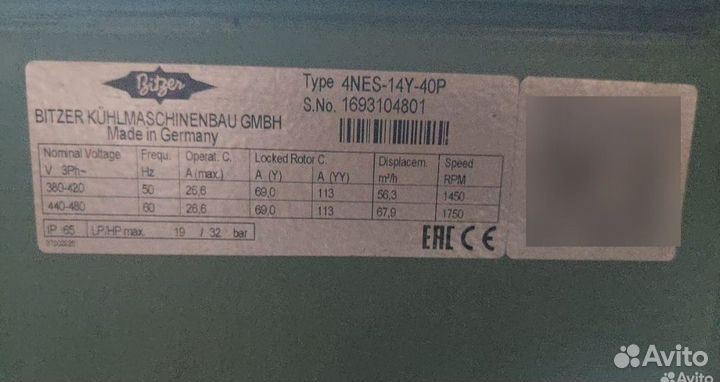 Bitzer
Type 4NES-14Y-40P
S.No. 1693104801
BITZER KÜHLMASCHINENBAU GMBH
Made in Germany
Nominal Voltage Frequ. Operat. C. Locked Rotor C. Displacem. Speed
V 3Ph~ Hz A (max.) A (Y) A (YY) m³/h RPM
380-420 50 26,6 69,0 113 56,3 1450
440-480 60 26,6 69,0 113 67,9 1750
IP 65 LP/HP max. 19 / 32 bar
EAC CE
Avito
Avito